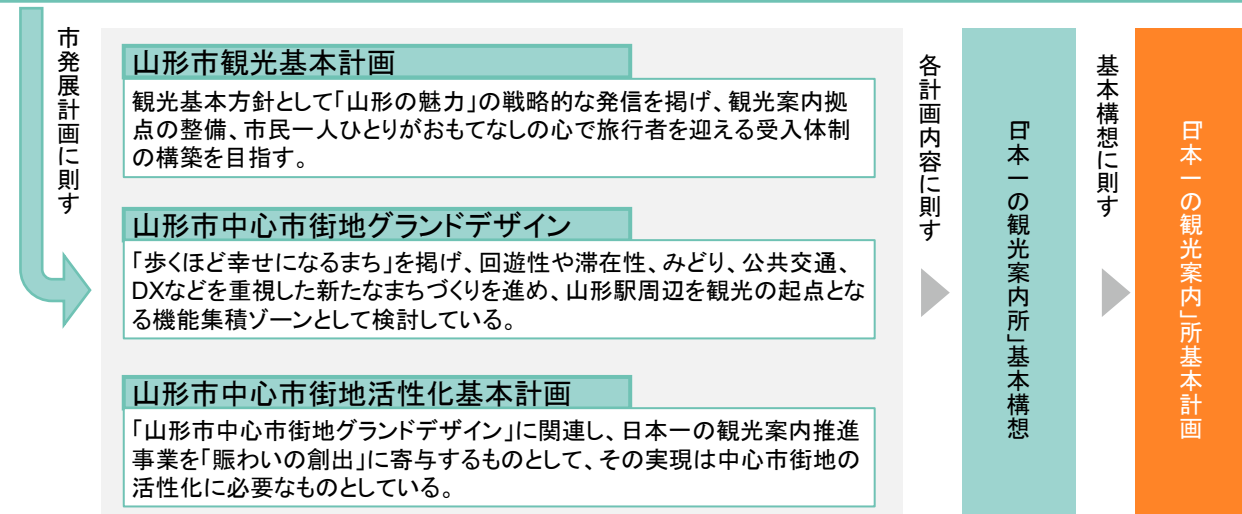 市発展計画に則す
山形市観光基本計画
観光基本方針として「山形の魅力」の戦略的な発信を掲げ、観光案内拠
点の整備、市民一人ひとりがおもてなしの心で旅行者を迎える受入体制
の構築を目指す。
山形市中心市街地グランドデザイン
「歩くほど幸せになるまち」を掲げ、回遊性や滞在性、みどり、公共交通、
DXなどを重視した新たなまちづくりを進め、山形駅周辺を観光の起点とな
る機能集積ゾーンとして検討している。
山形市中心市街地活性化基本計画
「山形市中心市街地グランドデザイン」に関連し、日本一の観光案内推進
事業を「賑わいの創出」に寄与するものとして、その実現は中心市街地の
活性化に必要なものとしている。
各計画内容に則す
「日本一の観光案内所」基本構想
基本構想に則す
「日本一の観光案内」所基本計画